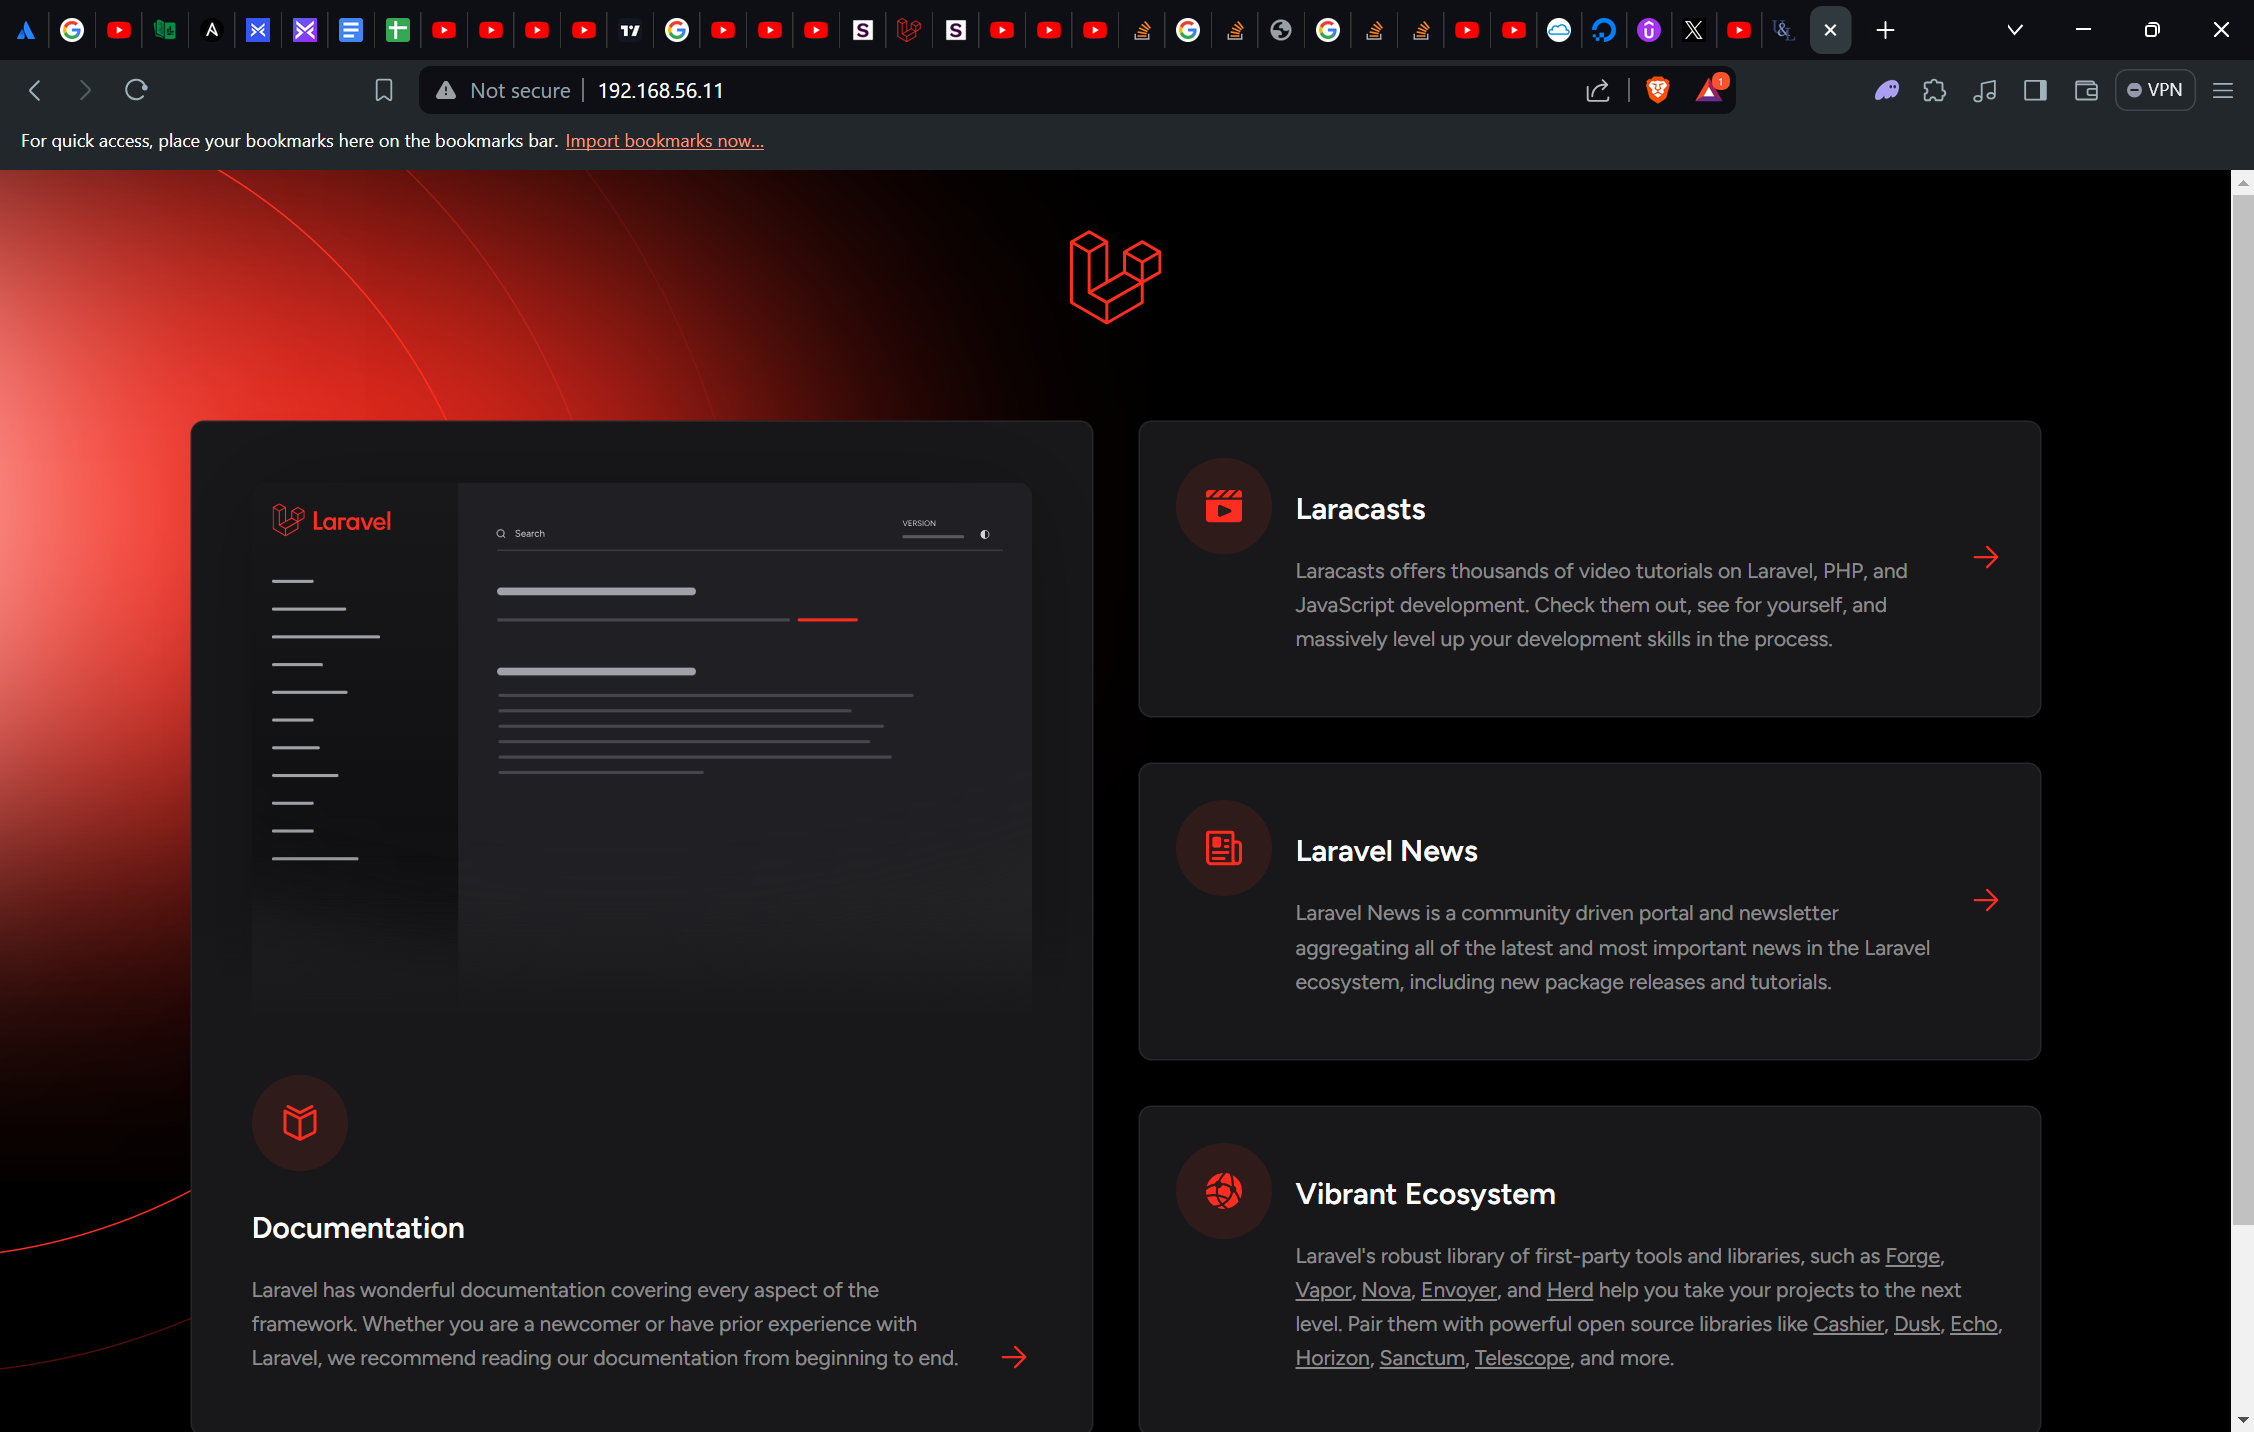 Not secure
192.168.56.11
1
VPN
For quick access, place your bookmarks here on the bookmarks bar. Import bookmarks now...
Laravel
Search
VERSION
Documentation
Laravel has wonderful documentation covering every aspect of the
framework. Whether you are a newcomer or have prior experience with
Laravel, we recommend reading our documentation from beginning to end.
Laracasts
Laracasts offers thousands of video tutorials on Laravel, PHP, and
JavaScript development. Check them out, see for yourself, and
massively level up your development skills in the process.
Laravel News
Laravel News is a community driven portal and newsletter
aggregating all of the latest and most important news in the Laravel
ecosystem, including new package releases and tutorials.
Vibrant Ecosystem
Laravel's robust library of first-party tools and libraries, such as Forge,
Vapor, Nova, Envoyer, and Herd help you take your projects to the next
level. Pair them with powerful open source libraries like Cashier, Dusk, Echo,
Horizon, Sanctum, Telescope, and more.